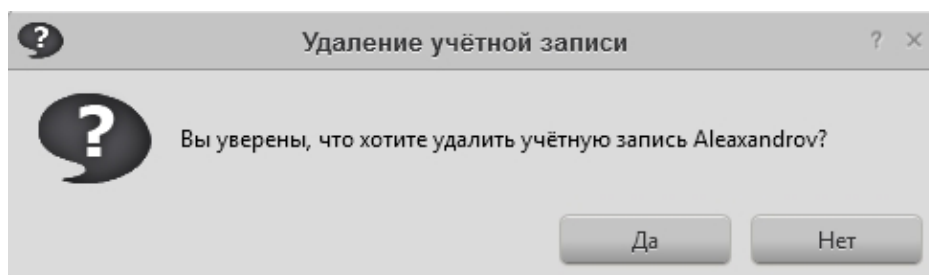 Удаление учётной записи
Вы уверены, что хотите удалить учётную запись Aleaxandrov?
Да
Нет